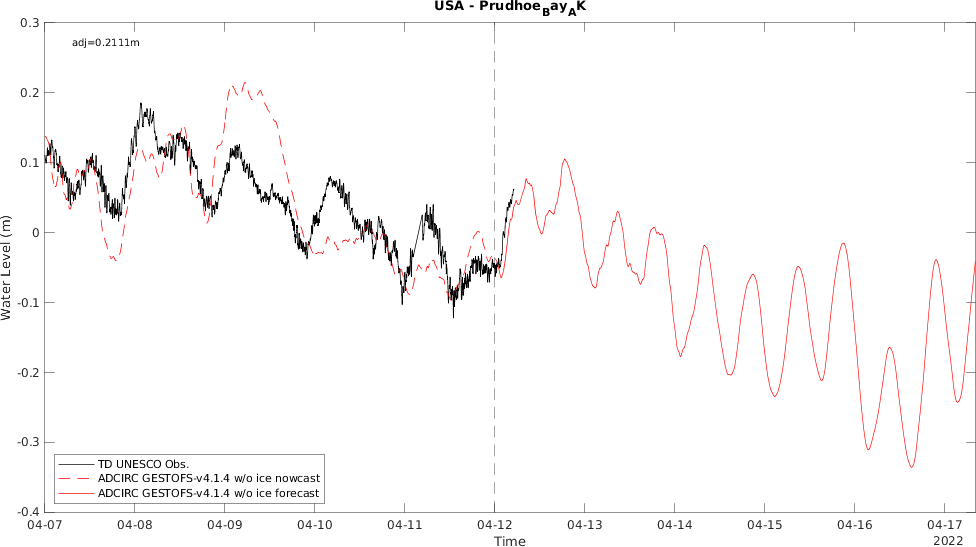 USA - Prudhoe_Bay_AK
adj=0.2111m
0.3
0.2
0.1
0
-0.1
-0.2
-0.3
-0.4
Water Level (m)
TD UNESCO Obs.
ADCIRC GESTOFS-v4.1.4 w/o ice nowcast
ADCIRC GESTOFS-v4.1.4 w/o ice forecast
04-07 04-08 04-09 04-10 04-11 04-12 04-13 04-14 04-15 04-16 04-17
Time
2022